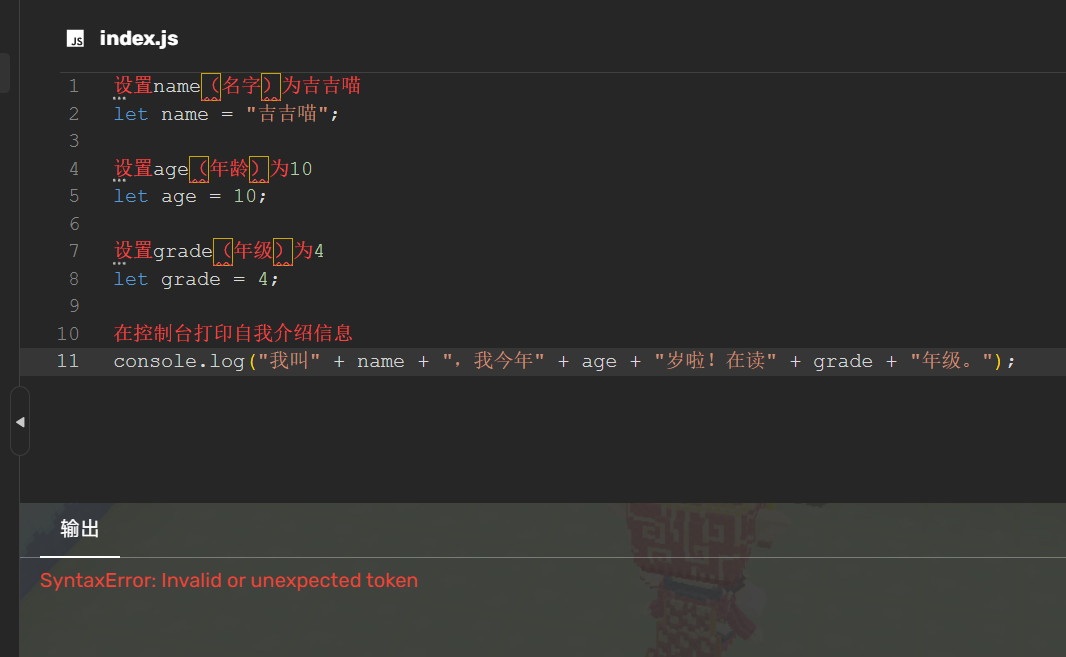 JS index.js
1 设置name（名字）为吉吉喵
2 let name = "吉吉喵";
3
4 设置age（年龄）为10
5 let age = 10;
6
7 设置grade（年级）为4
8 let grade = 4;
9
10 在控制台打印自我介绍信息
11 console.log("我叫" + name + "，我今年" + age + "岁啦！在读" + grade + "年级。");
输出
SyntaxError: Invalid or unexpected token